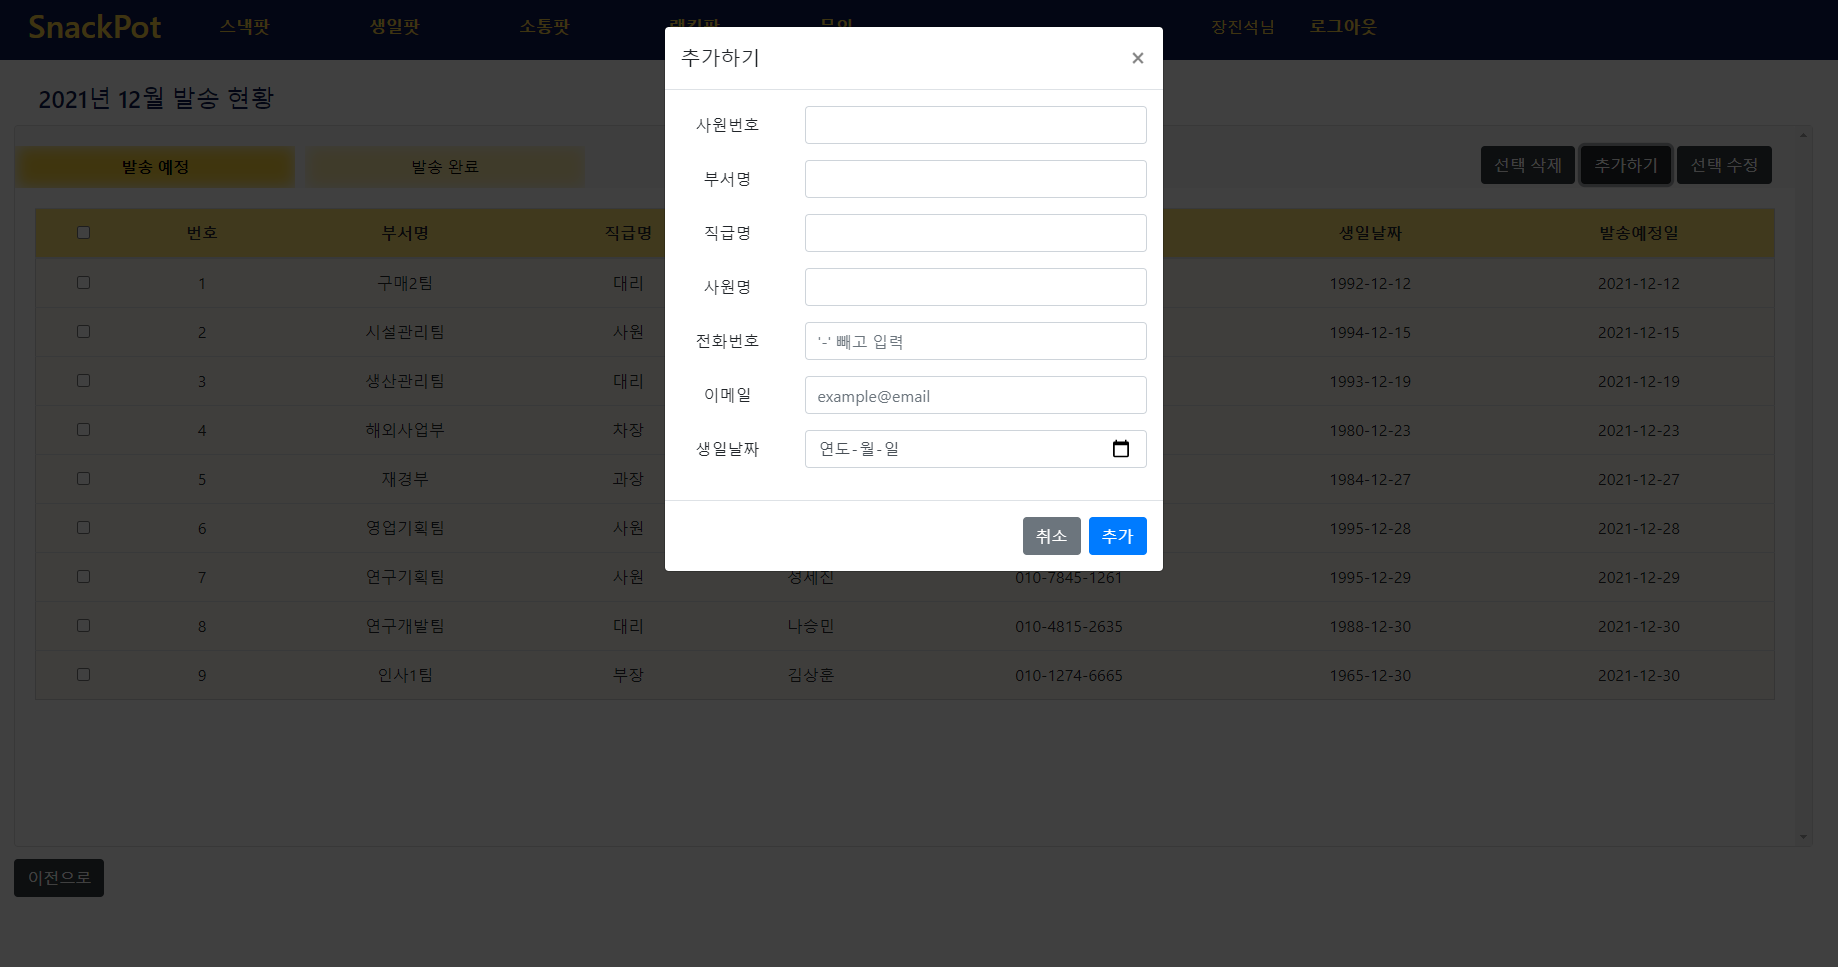 SnackPot 스낵팟 생일팟 소통팟 랭킹팟 문의 장진석님 로그아웃
추가하기 ×
2021년 12월 발송 현황
사원번호
발송 예정 발송 완료 선택 삭제 추가하기 선택 수정
부서명
직급명
사원명
전화번호 '-' 빼고 입력
이메일 example@email
생일날짜 연도-월-일
취소 추가
번호 부서명 직급명 생일날짜 발송예정일
1 구매2팀 대리 1992-12-12 2021-12-12
2 시설관리팀 사원 1994-12-15 2021-12-15
3 생산관리팀 대리 1993-12-19 2021-12-19
4 해외사업부 차장 1980-12-23 2021-12-23
5 재경부 과장 1984-12-27 2021-12-27
6 영업기획팀 사원 1995-12-28 2021-12-28
7 연구기획팀 사원 010-7845-1261 1995-12-29 2021-12-29
8 연구개발팀 대리 나승민 010-4815-2635 1988-12-30 2021-12-30
9 인사1팀 부장 김상훈 010-1274-6665 1965-12-30 2021-12-30
이전으로